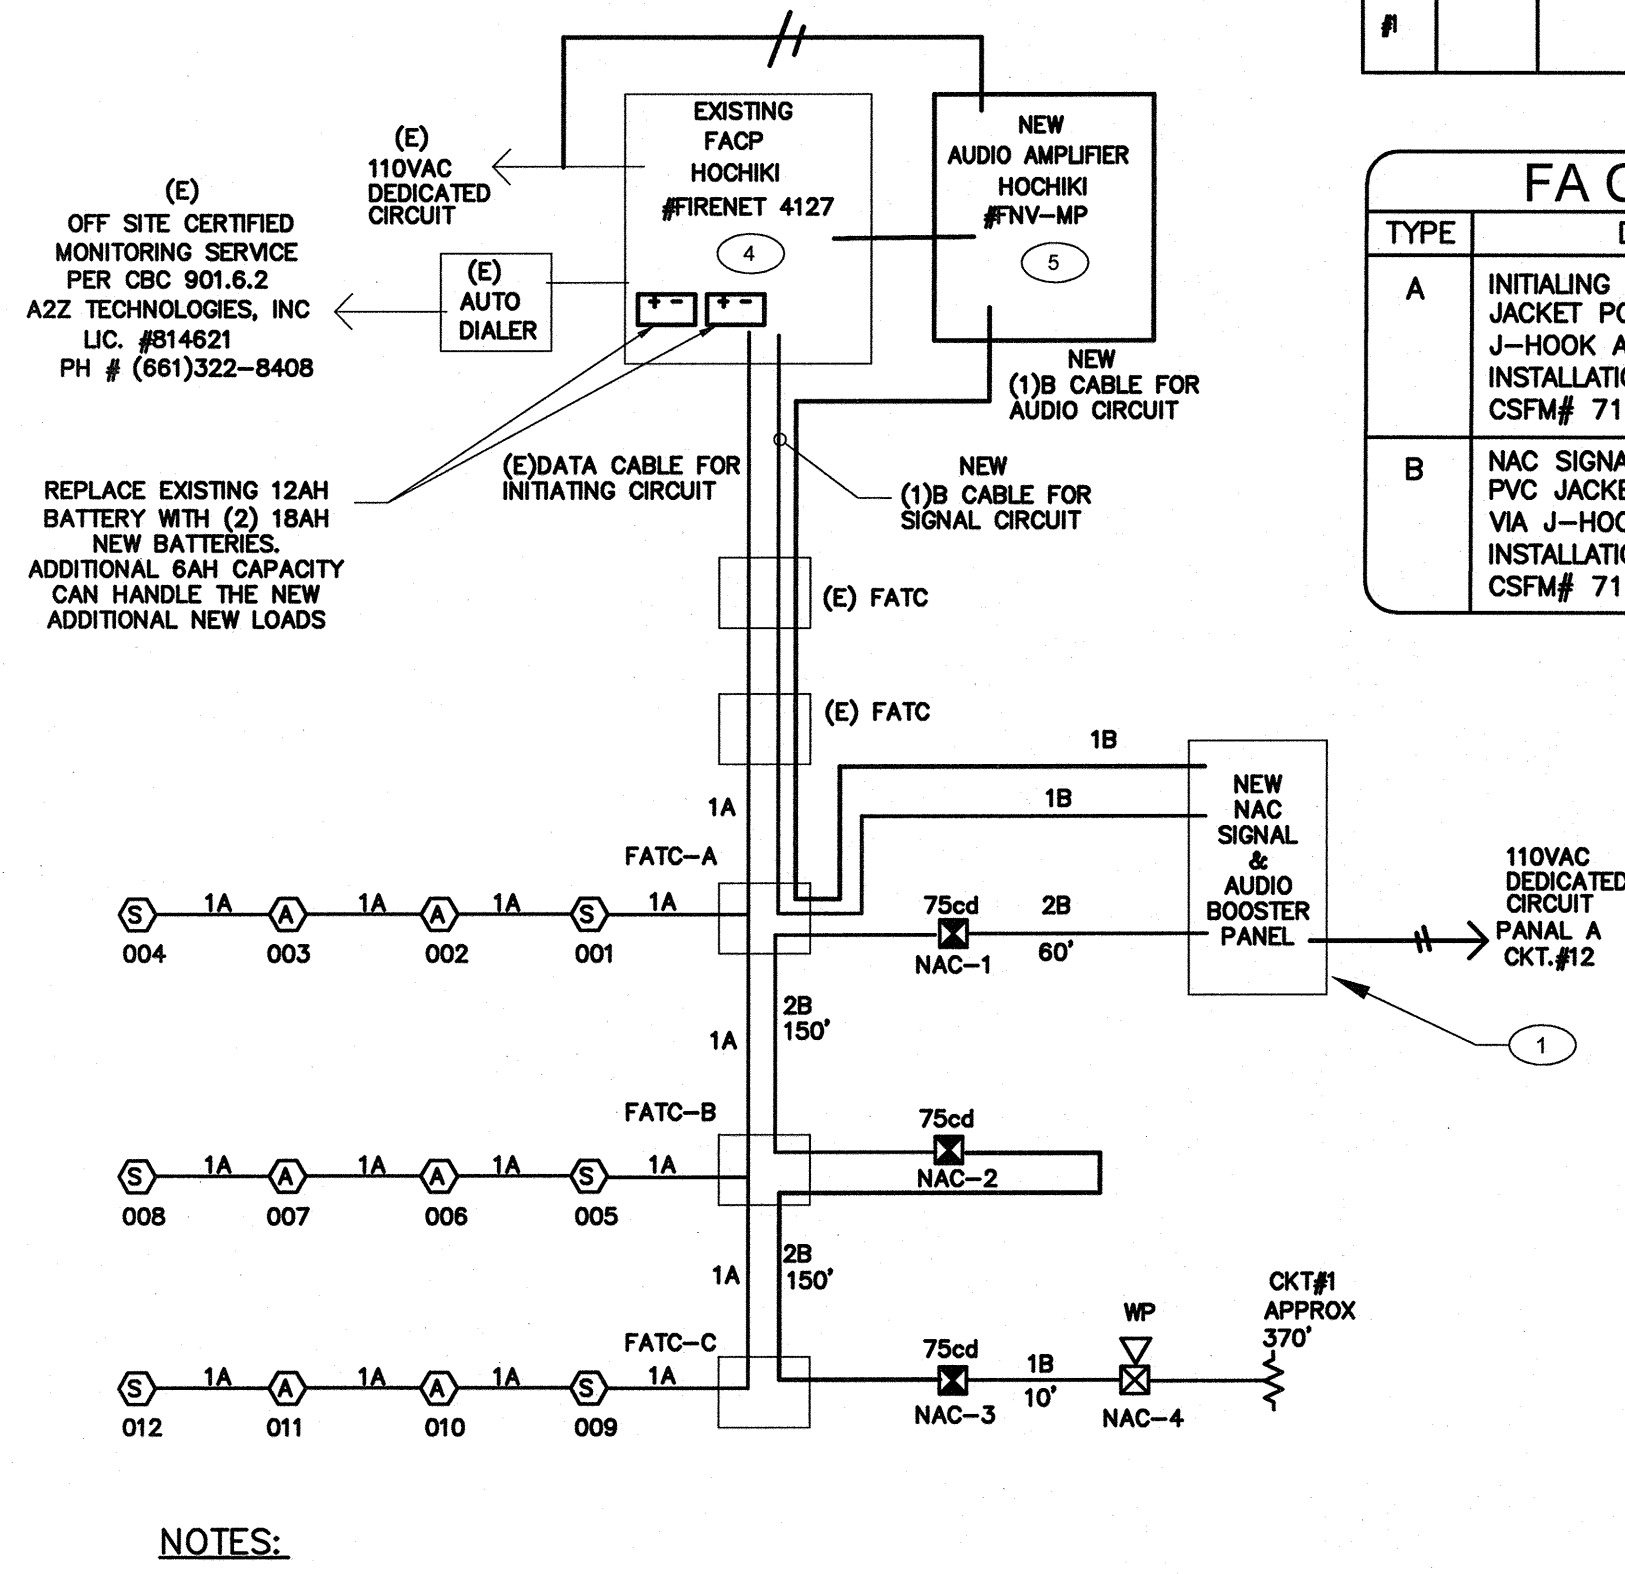 #1
EXISTING
FACP
HOCHIKI
#FIRENET 4127
4
+ -
+ -
NEW
AUDIO AMPLIFIER
HOCHIKI
#FNV-MP
5
(E)
110VAC
DEDICATED
CIRCUIT
(E)
OFF SITE CERTIFIED
MONITORING SERVICE
PER CBC 901.6.2
A2Z TECHNOLOGIES, INC
LIC. #814621
PH # (661)322-8408
(E)
AUTO
DIALER
NEW
(1)B CABLE FOR
AUDIO CIRCUIT
(E)DATA CABLE FOR
INITIATING CIRCUIT
NEW
(1)B CABLE FOR
SIGNAL CIRCUIT
REPLACE EXISTING 12AH
BATTERY WITH (2) 18AH
NEW BATTERIES.
ADDITIONAL 6AH CAPACITY
CAN HANDLE THE NEW
ADDITIONAL NEW LOADS
FA C
TYPE
A
INITIALING
JACKET PO
J-HOOK A
INSTALLATIO
CSFM# 71
B
NAC SIGNA
PVC JACKE
VIA J-HOO
INSTALLATIO
CSFM# 71
(E) FATC
(E) FATC
1B
1B
NEW
NAC
SIGNAL
&
AUDIO
BOOSTER
PANEL
110VAC
DEDICATED
CIRCUIT
PANAL A
CKT.#12
1
1A
FATC-A
S 1A A 1A A 1A S 1A
004 003 002 001
75cd
2B
NAC-1
60'
2B
150'
1A
FATC-B
S 1A A 1A A 1A S 1A
008 007 006 005
75cd
NAC-2
2B
150'
1A
FATC-C
S 1A A 1A A 1A S 1A
012 011 010 009
75cd
NAC-3
1B
10'
WP
NAC-4
CKT#1
APPROX
370'
NOTES: